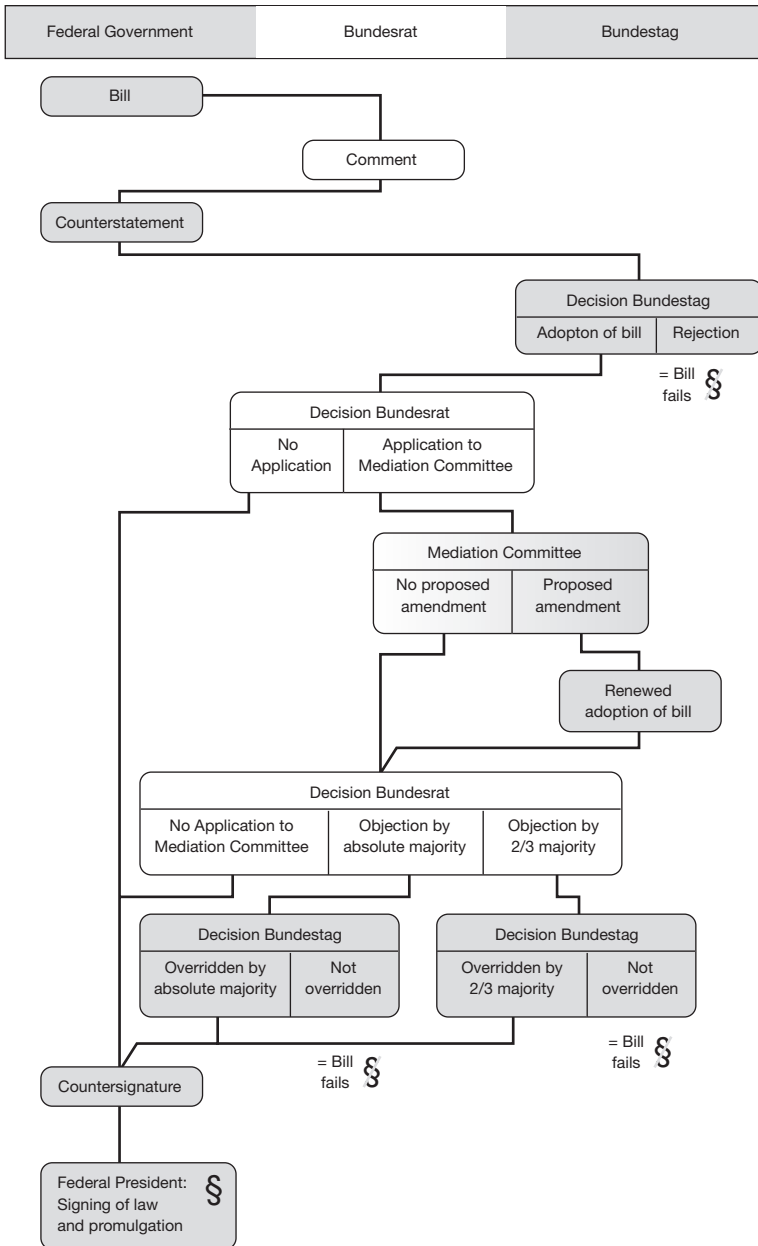 Federal Government
Bundesrat
Bundestag
Bill
Comment
Counterstatement
Decision Bundestag
Adopton of bill
Rejection
= Bill
fails
§
Decision Bundesrat
No
Application
Application to
Mediation Committee
Mediation Committee
No proposed
amendment
Proposed
amendment
Renewed
adoption of bill
Decision Bundesrat
No Application to
Mediation Committee
Objection by
absolute majority
Objection by
2/3 majority
Decision Bundestag
Overridden by
absolute majority
Not
overridden
Decision Bundestag
Overridden by
2/3 majority
Not
overridden
= Bill
fails
§
= Bill
fails
§
Countersignature
Federal President:
Signing of law
and promulgation
§